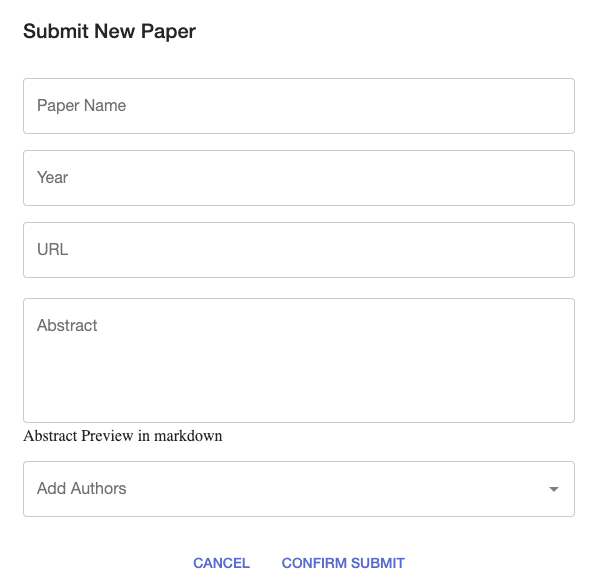 Submit New Paper
Paper Name
Year
URL
Abstract
Abstract Preview in markdown
Add Authors
CANCEL CONFIRM SUBMIT